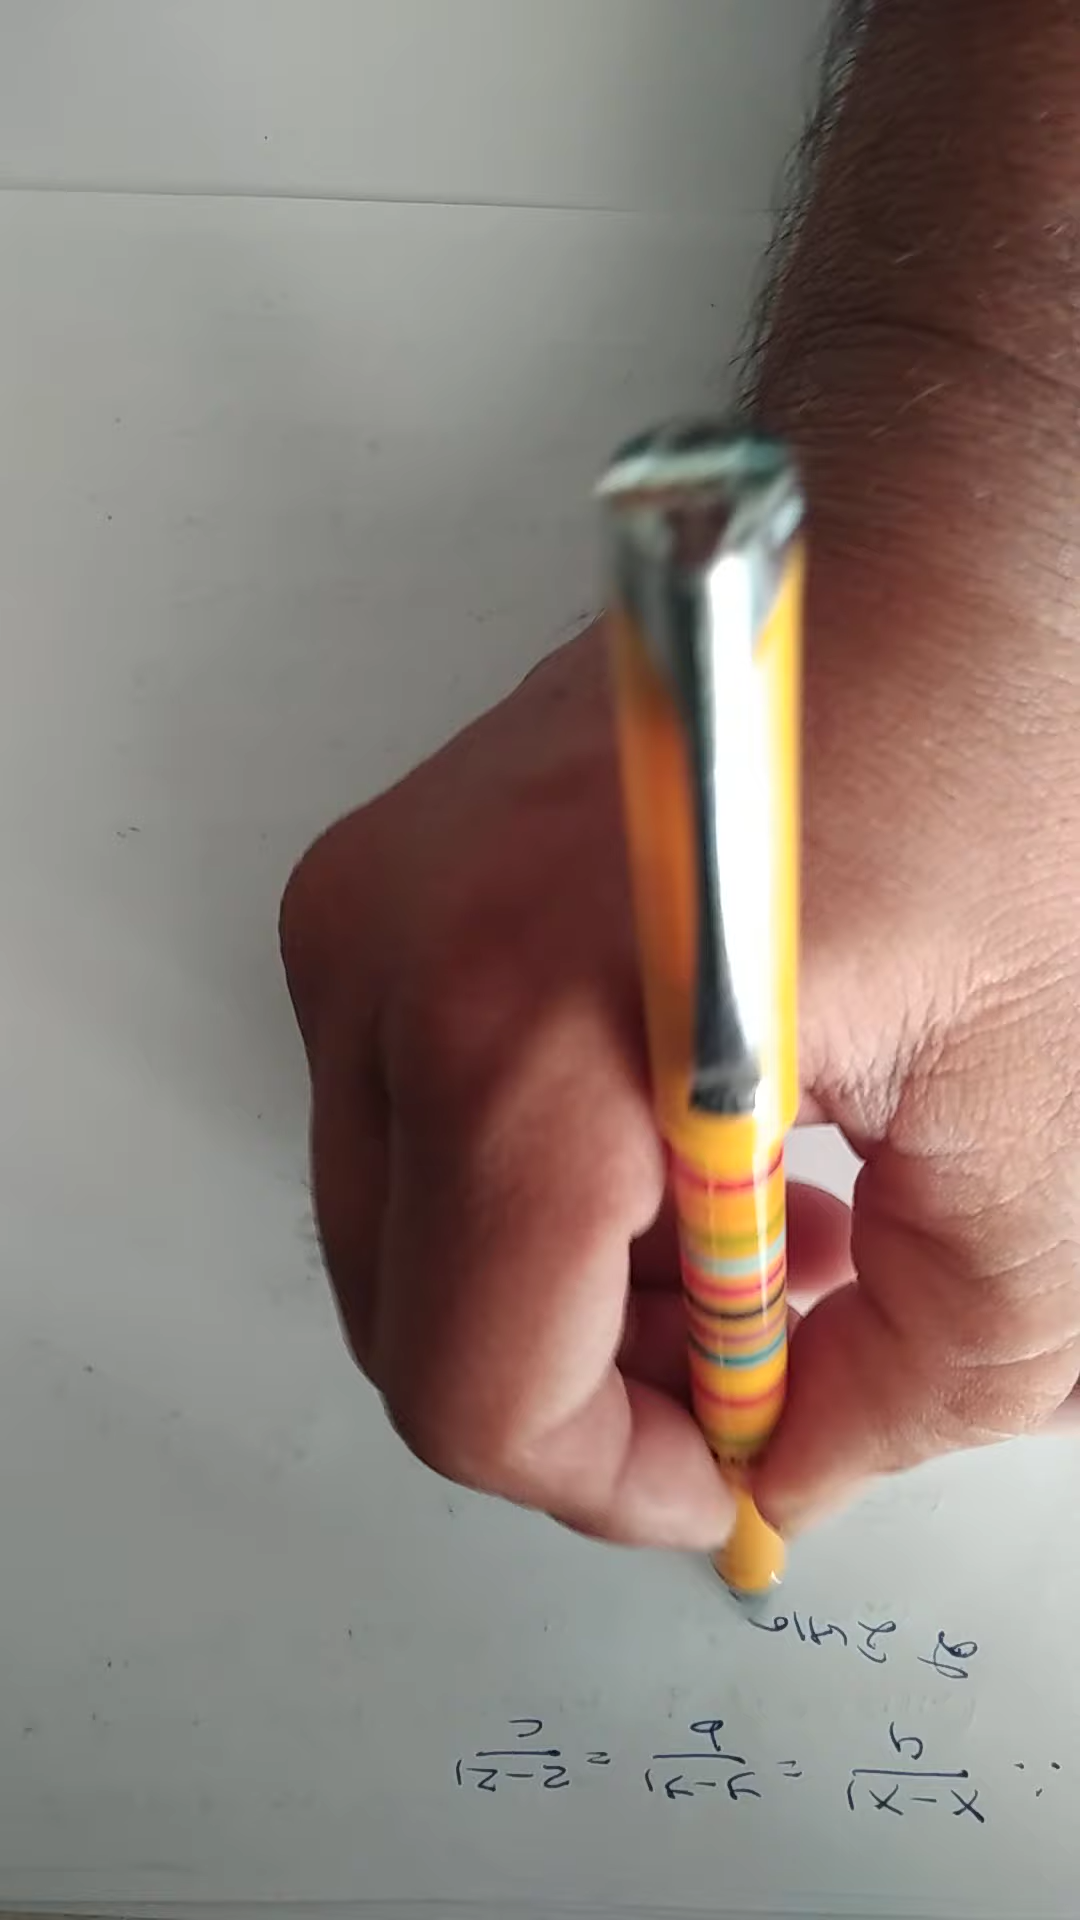 ∴ x-x1/a = y-y1/b = z-z1/c